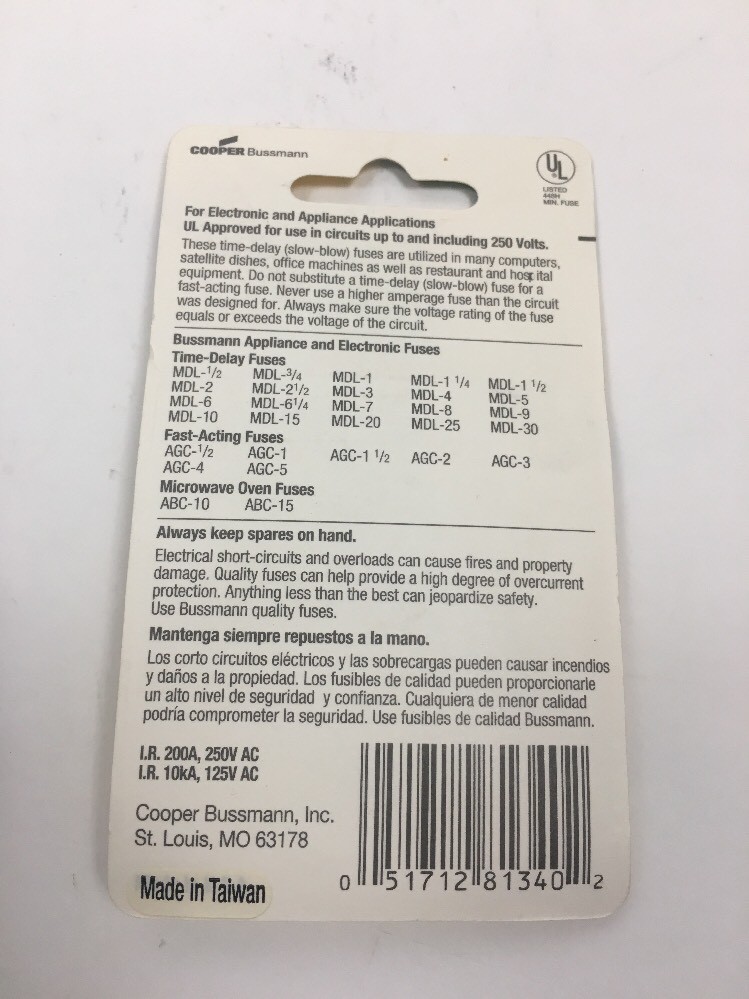 COOPER Bussmann
UL
LISTED
448H
MIN. FUSE
For Electronic and Appliance Applications
UL Approved for use in circuits up to and including 250 Volts.
These time-delay (slow-blow) fuses are utilized in many computers,
satellite dishes, office machines as well as restaurant and hospital
equipment. Do not substitute a time-delay (slow-blow) fuse for a
fast-acting fuse. Never use a higher amperage fuse than the circuit
was designed for. Always make sure the voltage rating of the fuse
equals or exceeds the voltage of the circuit.
Bussmann Appliance and Electronic Fuses
Time-Delay Fuses
MDL-1/2 MDL-3/4 MDL-1 MDL-1 1/4 MDL-1 1/2
MDL-2 MDL-2 1/2 MDL-3 MDL-4 MDL-5
MDL-6 MDL-6 1/4 MDL-7 MDL-8 MDL-9
MDL-10 MDL-15 MDL-20 MDL-25 MDL-30
Fast-Acting Fuses
AGC-1/2 AGC-1 AGC-1 1/2 AGC-2 AGC-3
AGC-4 AGC-5
Microwave Oven Fuses
ABC-10 ABC-15
Always keep spares on hand.
Electrical short-circuits and overloads can cause fires and property
damage. Quality fuses can help provide a high degree of overcurrent
protection. Anything less than the best can jeopardize safety.
Use Bussmann quality fuses.
Mantenga siempre repuestos a la mano.
Los corto circuitos eléctricos y las sobrecargas pueden causar incendios
y daños a la propiedad. Los fusibles de calidad pueden proporcionarle
un alto nivel de seguridad y confianza. Cualquiera de menor calidad
podría comprometer la seguridad. Use fusibles de calidad Bussmann.
I.R. 200A, 250V AC
I.R. 10kA, 125V AC
Cooper Bussmann, Inc.
St. Louis, MO 63178
Made in Taiwan
0 51712 81340 2